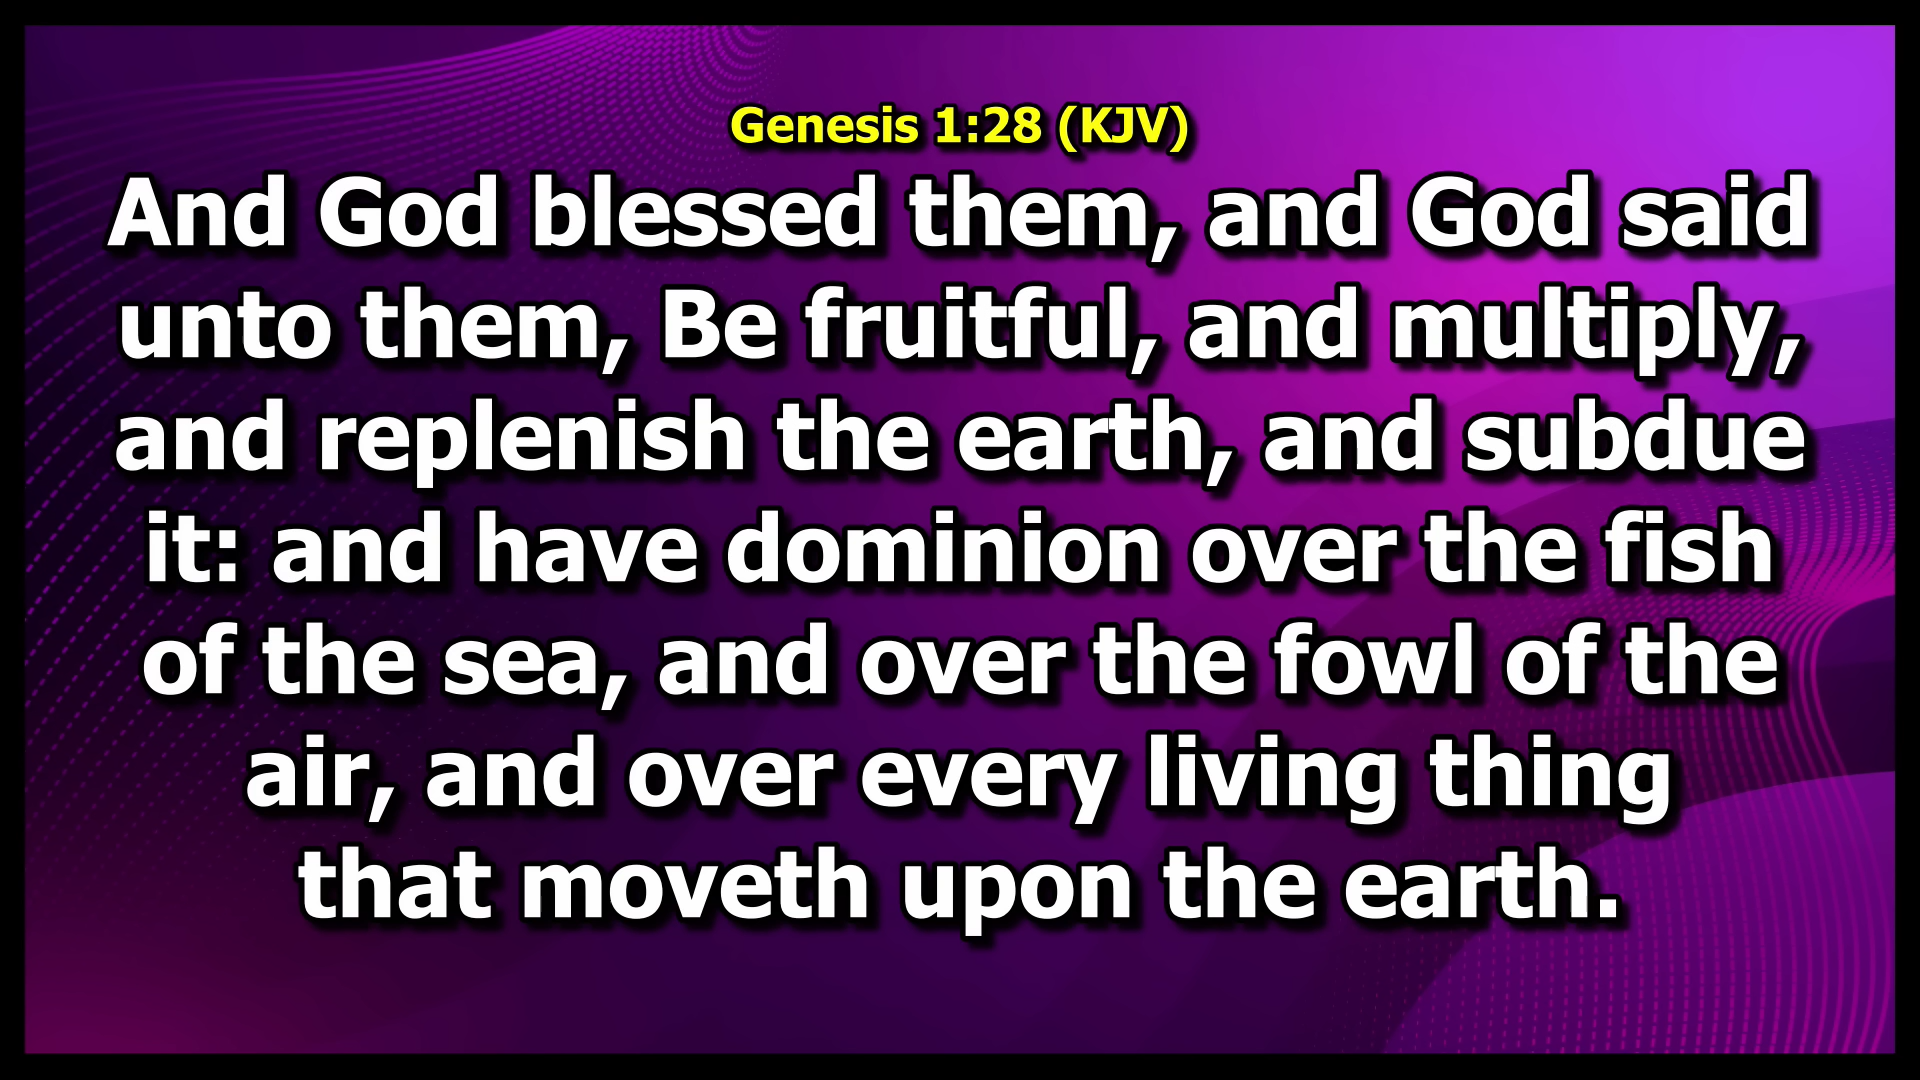 Genesis 1:28 (KJV)
And God blessed them, and God said
unto them, Be fruitful, and multiply,
and replenish the earth, and subdue
it: and have dominion over the fish
of the sea, and over the fowl of the
air, and over every living thing
that moveth upon the earth.